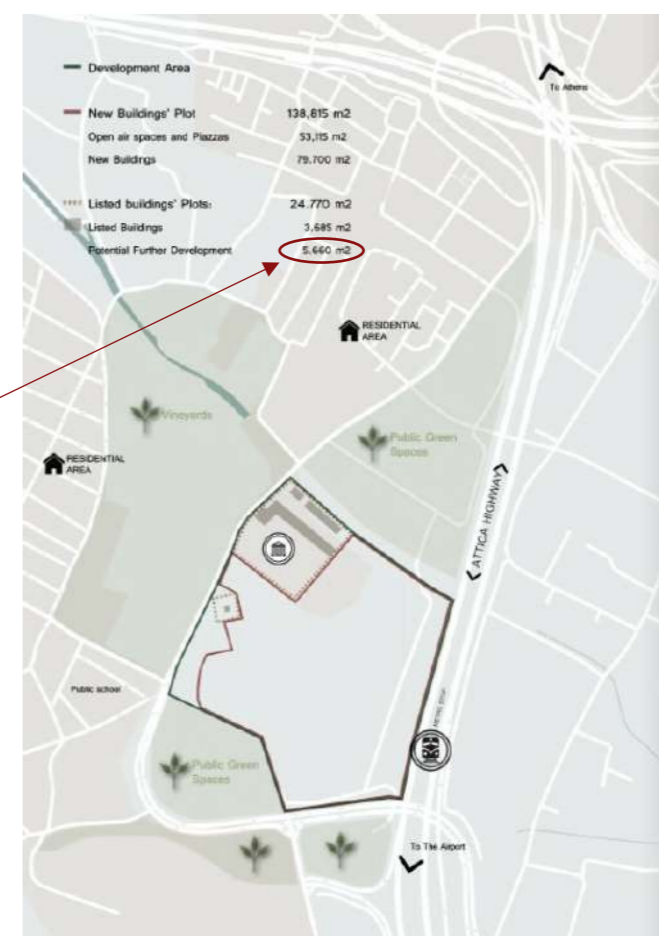 To Athens
Development Area
New Buildings' Plot 138,815 m2
Open air spaces and Piazzas 53,115 m2
New Buildings 79.700 m2
Listed buildings' Plots: 24.770 m2
Listed Buildings 3,685 m2
Potential Further Development 5.660 m2
RESIDENTIAL
AREA
Vineyards
Public Green
Spaces
RESIDENTIAL
AREA
ATTICA HIGHWAY
Public school
METRO STOP
Public Green
Spaces
To The Airport